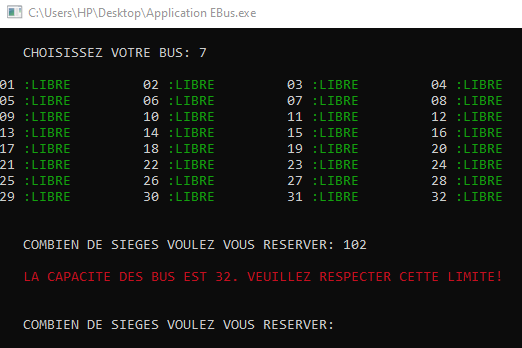 C:\Users\HP\Desktop\Application EBus.exe
CHOISISSEZ VOTRE BUS: 7
01 :LIBRE 02 :LIBRE 03 :LIBRE 04 :LIBRE
05 :LIBRE 06 :LIBRE 07 :LIBRE 08 :LIBRE
09 :LIBRE 10 :LIBRE 11 :LIBRE 12 :LIBRE
13 :LIBRE 14 :LIBRE 15 :LIBRE 16 :LIBRE
17 :LIBRE 18 :LIBRE 19 :LIBRE 20 :LIBRE
21 :LIBRE 22 :LIBRE 23 :LIBRE 24 :LIBRE
25 :LIBRE 26 :LIBRE 27 :LIBRE 28 :LIBRE
29 :LIBRE 30 :LIBRE 31 :LIBRE 32 :LIBRE
COMBIEN DE SIEGES VOULEZ VOUS RESERVER: 102
LA CAPACITE DES BUS EST 32. VEUILLEZ RESPECTER CETTE LIMITE!
COMBIEN DE SIEGES VOULEZ VOUS RESERVER: